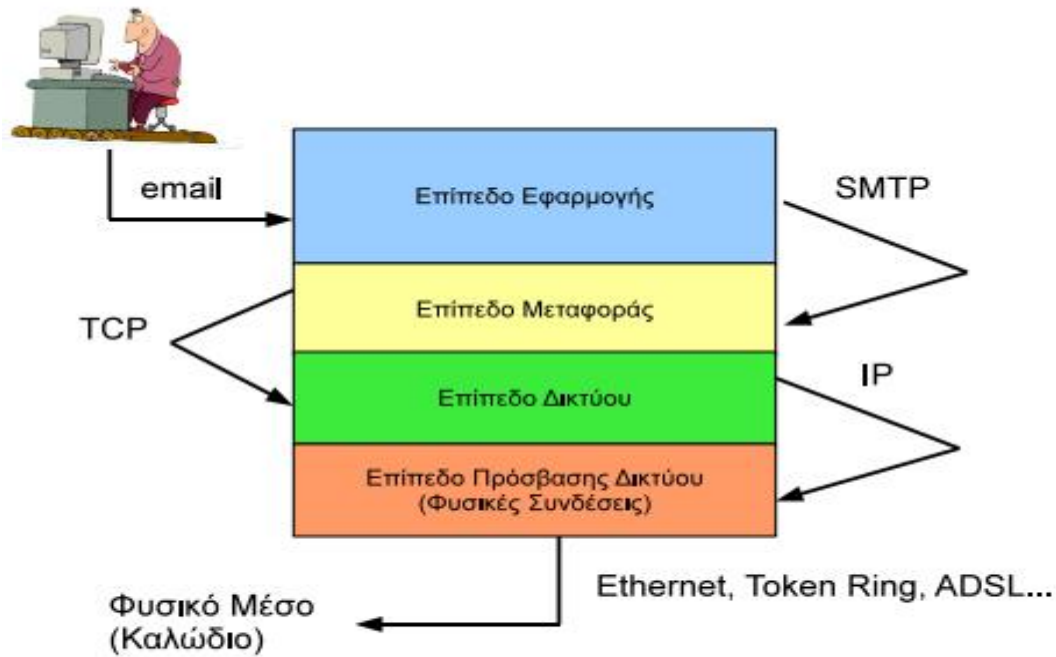 email
Επίπεδο Εφαρμογής
SMTP
Επίπεδο Μεταφοράς
TCP
IP
Επίπεδο Δικτύου
Επίπεδο Πρόσβασης Δικτύου
(Φυσικές Συνδέσεις)
Ethernet, Token Ring, ADSL...
Φυσικό Μέσο
(Καλώδιο)